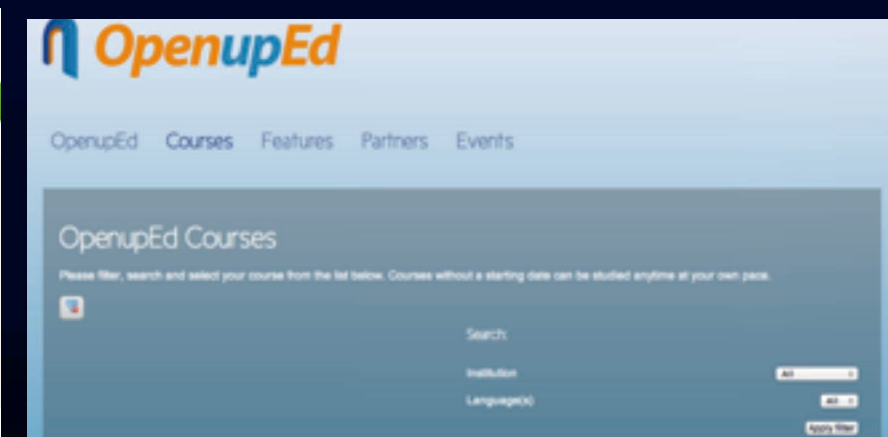 OpenupEd
OpenupEd Courses Features Partners Events
OpenupEd Courses
Please filter, search and select your course from the list below. Courses without a starting date can be studied anytime at your own pace.
Search:
Institution All
Language(s) All
Apply filter